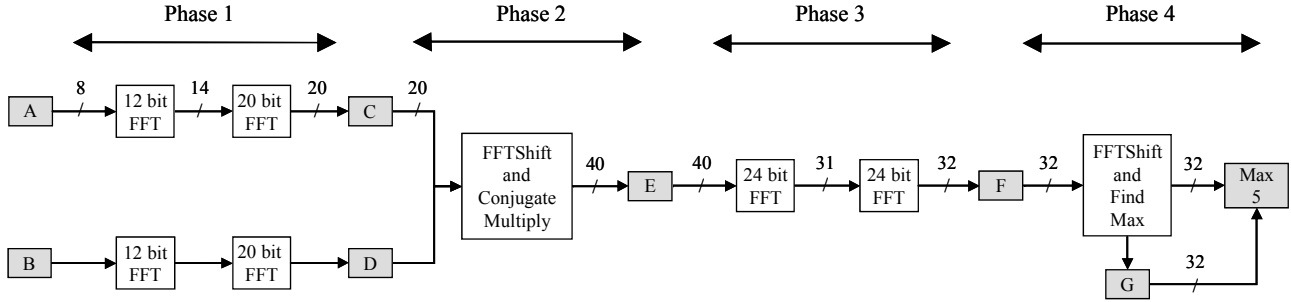 Phase 1
Phase 2
Phase 3
Phase 4
A
8
12 bit
FFT
14
20 bit
FFT
20
C
20
B
12 bit
FFT
20 bit
FFT
D
FFTShift
and
Conjugate
Multiply
40
E
40
24 bit
FFT
31
24 bit
FFT
32
F
32
FFTShift
and
Find
Max
32
Max
5
G
32